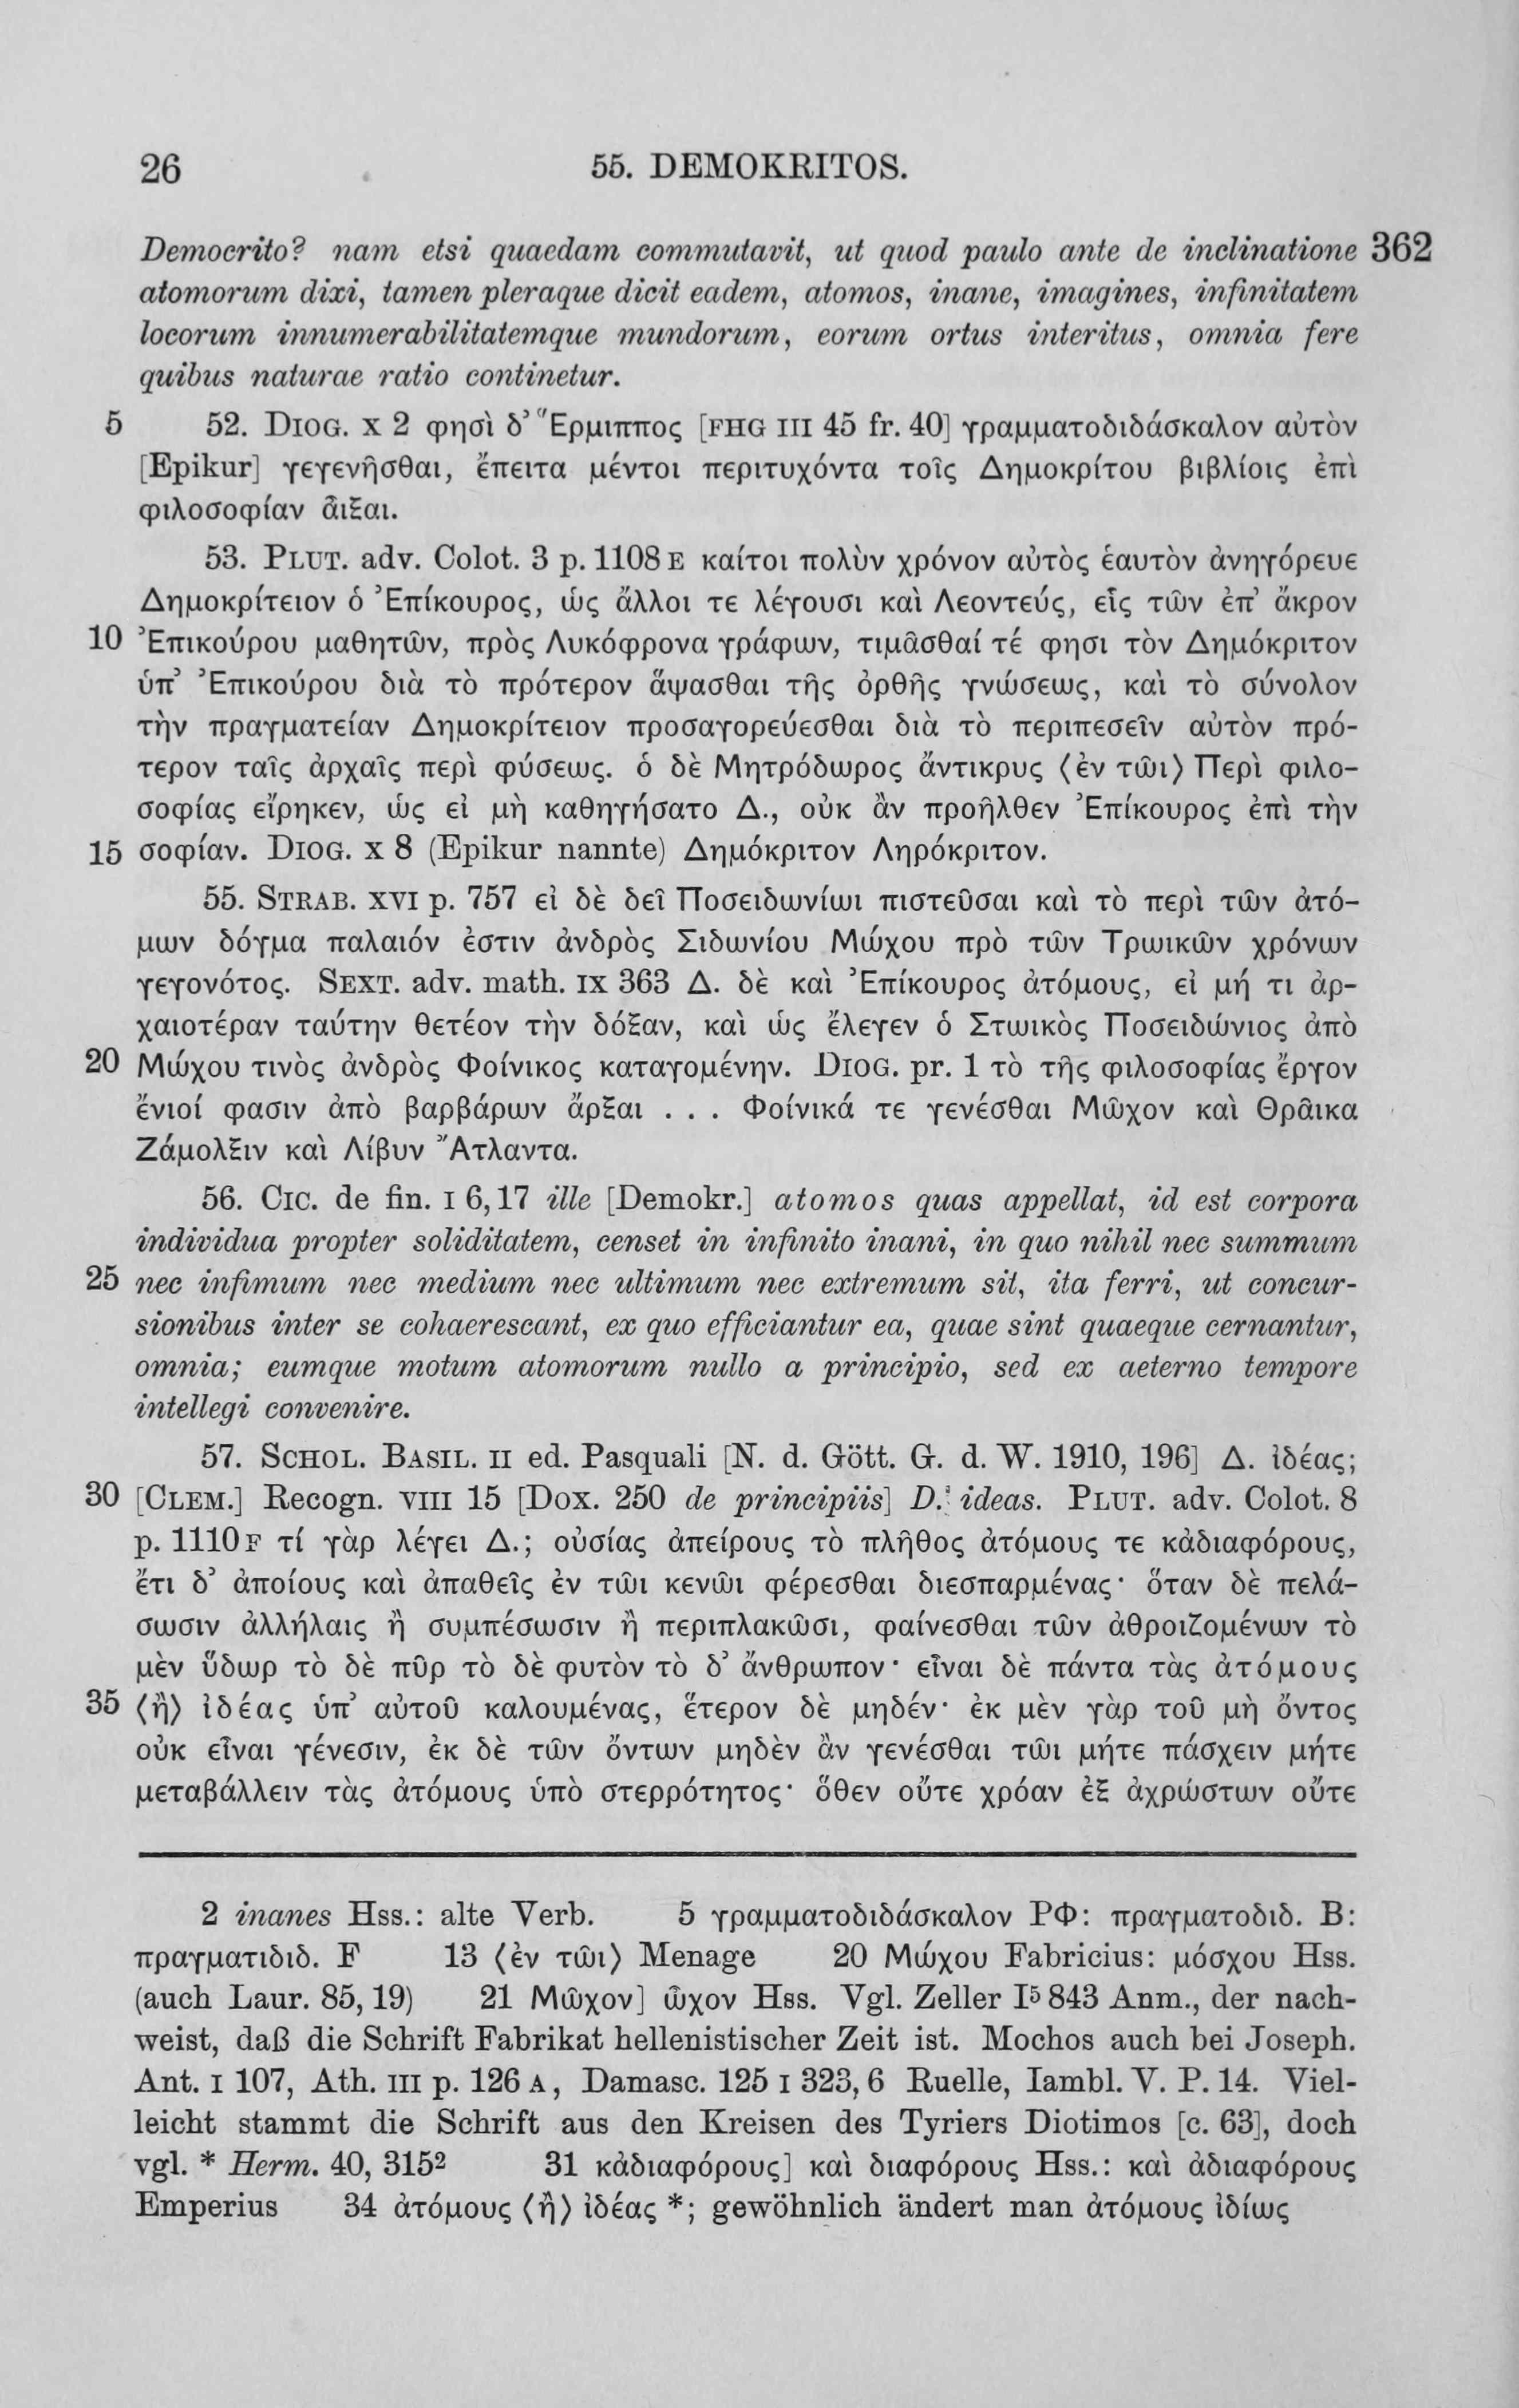 26 55. DEMOKRITOS.
Democrito? nam etsi quaedam commutavit, ut quod paulo ante de inclinatione 362
atomorum dixi, tamen pleraque dicit eadem, atomos, inane, imagines, infinitatem
locorum innumerabilitatemque mundorum, eorum ortus interitus, omnia fere
quibus naturae ratio continetur.
5 52. DIOG. X 2 φησὶ δ’ Ἕρμιππος [FHG III 45 fr. 40] γραμματοδιδάσκαλον αὐτὸν
[Epikur] γεγενῆσθαι, ἔπειτα μέντοι περιτυχόντα τοῖς Δημοκρίτου βιβλίοις ἐπὶ
φιλοσοφίαν ἆιξαι.
53. PLUT. adv. Colot. 3 p. 1108 E καίτοι πολὺν χρόνον αὐτὸς ἑαυτὸν ἀνηγόρευε
Δημοκρίτειον ὁ Ἐπίκουρος, ὡς ἄλλοι τε λέγουσι καὶ Λεοντεύς, εἷς τῶν ἐπ’ ἄκρον
10 Ἐπικούρου μαθητῶν, πρὸς Λυκόφρονα γράφων, τιμᾶσθαί τέ φησι τὸν Δημόκριτον
ὑπ’ Ἐπικούρου διὰ τὸ πρότερον ἅψασθαι τῆς ὀρθῆς γνώσεως, καὶ τὸ σύνολον
τὴν πραγματείαν Δημοκρίτειον προσαγορεύεσθαι διὰ τὸ περιπεσεῖν αὐτὸν πρό-
τερον ταῖς ἀρχαῖς περὶ φύσεως. ὁ δὲ Μητρόδωρος ἄντικρυς ⟨ἐν τῶι⟩ Περὶ φιλο-
σοφίας εἴρηκεν, ὡς εἰ μὴ καθηγήσατο Δ., οὐκ ἂν προῆλθεν Ἐπίκουρος ἐπὶ τὴν
15 σοφίαν. DIOG. X 8 (Epikur nannte) Δημόκριτον Ληρόκριτον.
55. STRAB. XVI p. 757 εἰ δὲ δεῖ Ποσειδωνίωι πιστεῦσαι καὶ τὸ περὶ τῶν ἀτό-
μων δόγμα παλαιόν ἐστιν ἀνδρὸς Σιδωνίου Μώχου πρὸ τῶν Τρωικῶν χρόνων
γεγονότος. SEXT. adv. math. IX 363 Δ. δὲ καὶ Ἐπίκουρος ἀτόμους, εἰ μή τι ἀρ-
χαιοτέραν ταύτην θετέον τὴν δόξαν, καὶ ὡς ἔλεγεν ὁ Στωικὸς Ποσειδώνιος ἀπὸ
20 Μώχου τινὸς ἀνδρὸς Φοίνικος καταγομένην. DIOG. pr. 1 τὸ τῆς φιλοσοφίας ἔργον
ἔνιοί φασιν ἀπὸ βαρβάρων ἄρξαι . . . Φοίνικά τε γενέσθαι Μῶχον καὶ Θρᾶικα
Ζάμολξιν καὶ Λίβυν Ἄτλαντα.
56. CIC. de fin. I 6, 17 ille [Demokr.] atomos quas appellat, id est corpora
individua propter soliditatem, censet in infinito inani, in quo nihil nec summum
25 nec infimum nec medium nec ultimum nec extremum sit, ita ferri, ut concur-
sionibus inter se cohaerescant, ex quo efficiantur ea, quae sint quaeque cernantur,
omnia; eumque motum atomorum nullo a principio, sed ex aeterno tempore
intellegi convenire.
57. SCHOL. BASIL. II ed. Pasquali [N. d. Gött. G. d. W. 1910, 196] Δ. ἰδέας;
30 [CLEM.] Recogn. VIII 15 [Dox. 250 de principiis] D.: ideas. PLUT. adv. Colot. 8
p. 1110 F τί γὰρ λέγει Δ.; οὐσίας ἀπείρους τὸ πλῆθος ἀτόμους τε κἀδιαφόρους,
ἔτι δ’ ἀποίους καὶ ἀπαθεῖς ἐν τῶι κενῶι φέρεσθαι διεσπαρμένας· ὅταν δὲ πελά-
σωσιν ἀλλήλαις ἢ συμπέσωσιν ἢ περιπλακῶσι, φαίνεσθαι τῶν ἀθροιζομένων τὸ
μὲν ὕδωρ τὸ δὲ πῦρ τὸ δὲ φυτὸν τὸ δ’ ἄνθρωπον· εἶναι δὲ πάντα τὰς ἀτόμους
35 ⟨ἢ⟩ ἰδέας ὑπ’ αὐτοῦ καλουμένας, ἕτερον δὲ μηδέν· ἐκ μὲν γὰρ τοῦ μὴ ὄντος
οὐκ εἶναι γένεσιν, ἐκ δὲ τῶν ὄντων μηδὲν ἂν γενέσθαι τῶι μήτε πάσχειν μήτε
μεταβάλλειν τὰς ἀτόμους ὑπὸ στερρότητος· ὅθεν οὔτε χρόαν ἐξ ἀχρώστων οὔτε
2 inanes Hss.: alte Verb. 5 γραμματοδιδάσκαλον PΦ: πραγματοδιδ. B:
πραγματιδιδ. F 13 ⟨ἐν τῶι⟩ Menage 20 Μώχου Fabricius: μόσχου Hss.
(auch Laur. 85, 19) 21 Μῶχον] ὦχον Hss. Vgl. Zeller I⁵ 843 Anm., der nach-
weist, daß die Schrift Fabrikat hellenistischer Zeit ist. Mochos auch bei Joseph.
Ant. I 107, Ath. III p. 126 A, Damasc. 125 I 323, 6 Ruelle, Iambl. V. P. 14. Viel-
leicht stammt die Schrift aus den Kreisen des Tyriers Diotimos [c. 63], doch
vgl. * Herm. 40, 315² 31 κἀδιαφόρους] καὶ διαφόρους Hss.: καὶ ἀδιαφόρους
Emperius 34 ἀτόμους ⟨ἢ⟩ ἰδέας *; gewöhnlich ändert man ἀτόμους ἰδίως